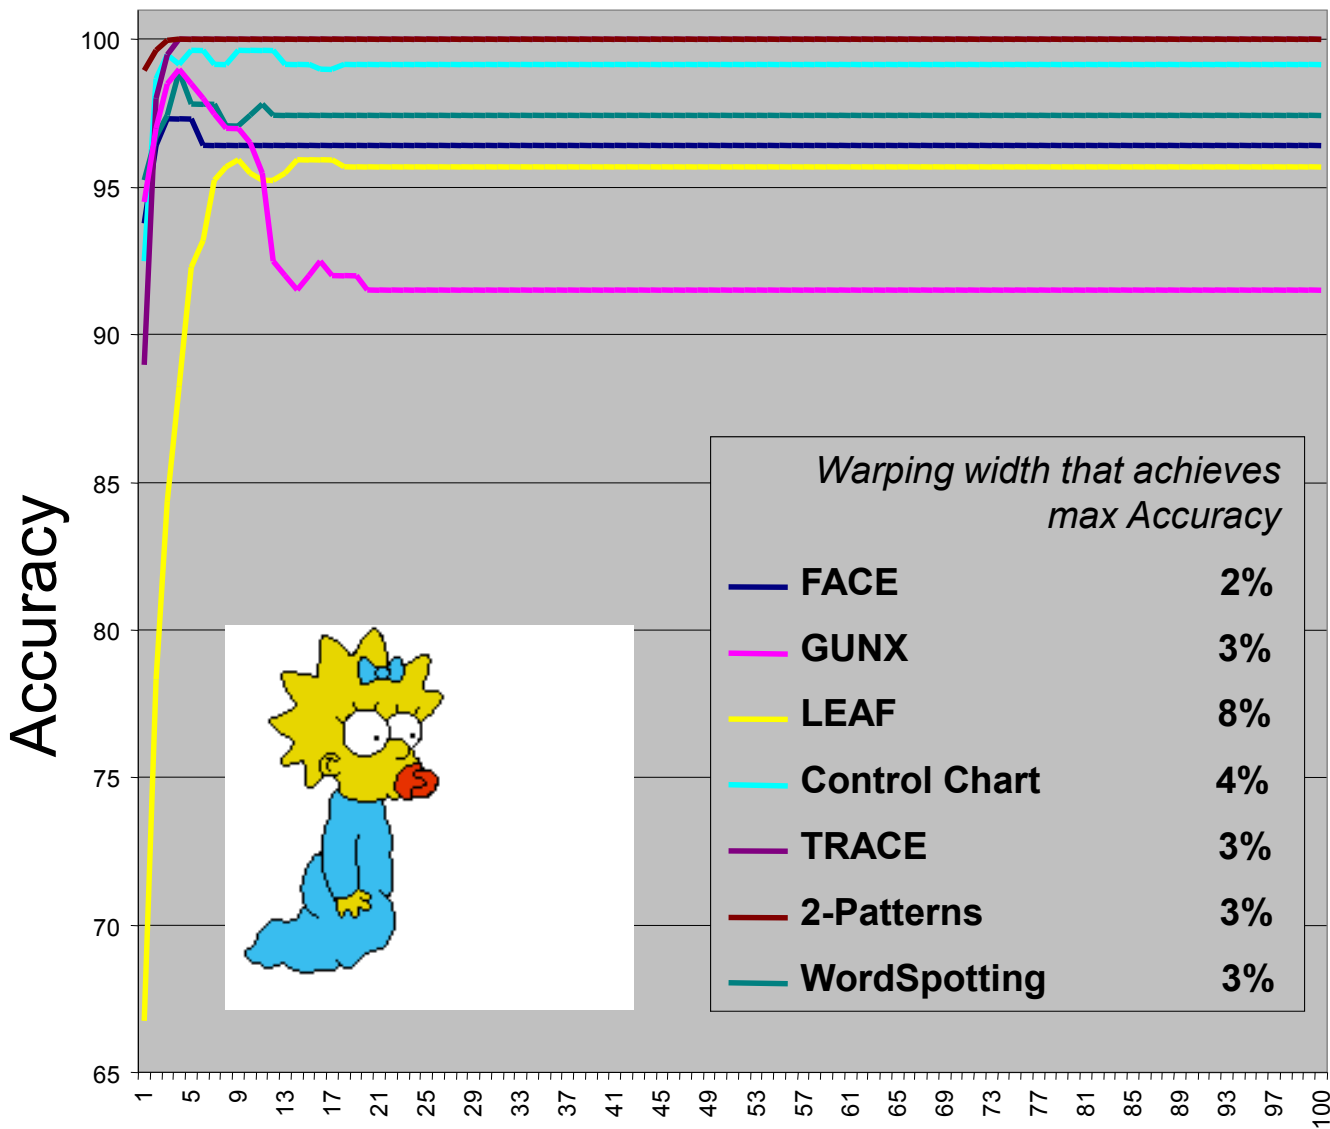 100
95
90
85
80
75
70
65
Accuracy
Warping width that achieves
max Accuracy
FACE 2%
GUNX 3%
LEAF 8%
Control Chart 4%
TRACE 3%
2-Patterns 3%
WordSpotting 3%
1 5 9 13 17 21 25 29 33 37 41 45 49 53 57 61 65 69 73 77 81 85 89 93 97 100